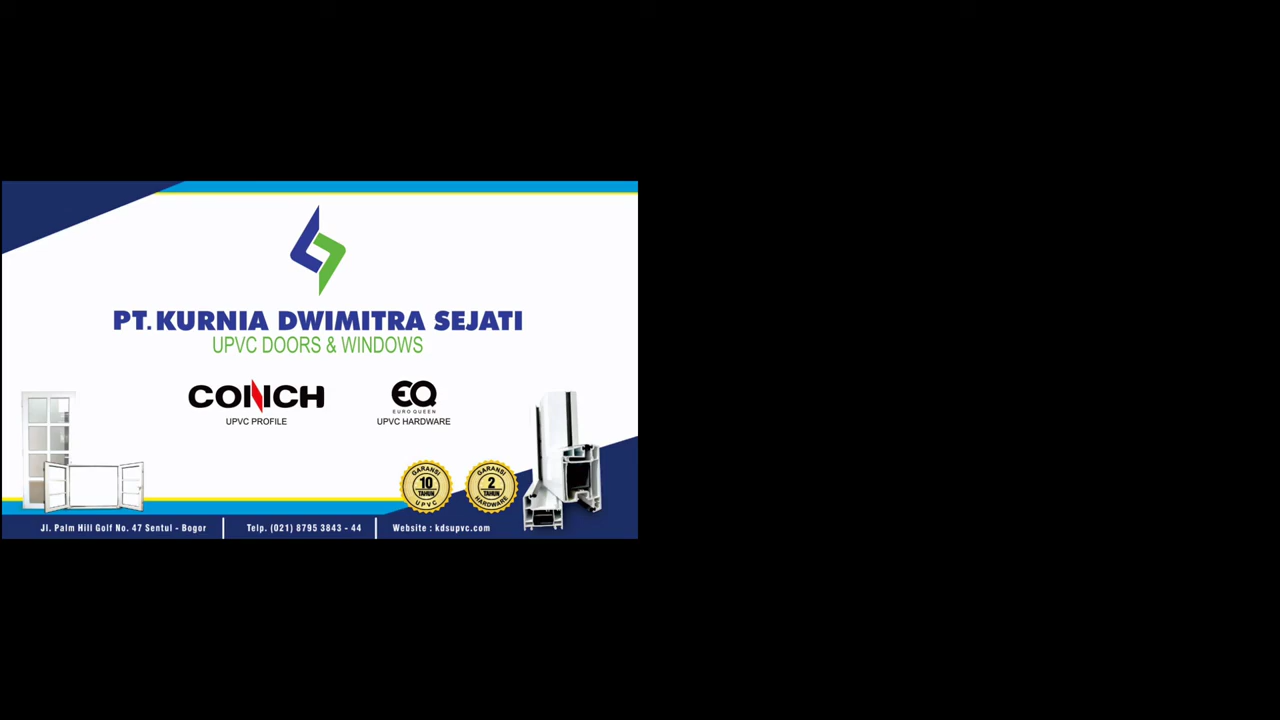 PT. KURNIA DWIMITRA SEJATI
UPVC DOORS & WINDOWS
CONCH
UPVC PROFILE
EQ
EURO QUEEN
UPVC HARDWARE
GARANSI
10
TAHUN
UPVC
GARANSI
2
TAHUN
HARDWARE
Jl. Palm Hill Golf No. 47 Sentul - Bogor
Telp. (021) 8795 3843 - 44
Website : kdsupvc.com